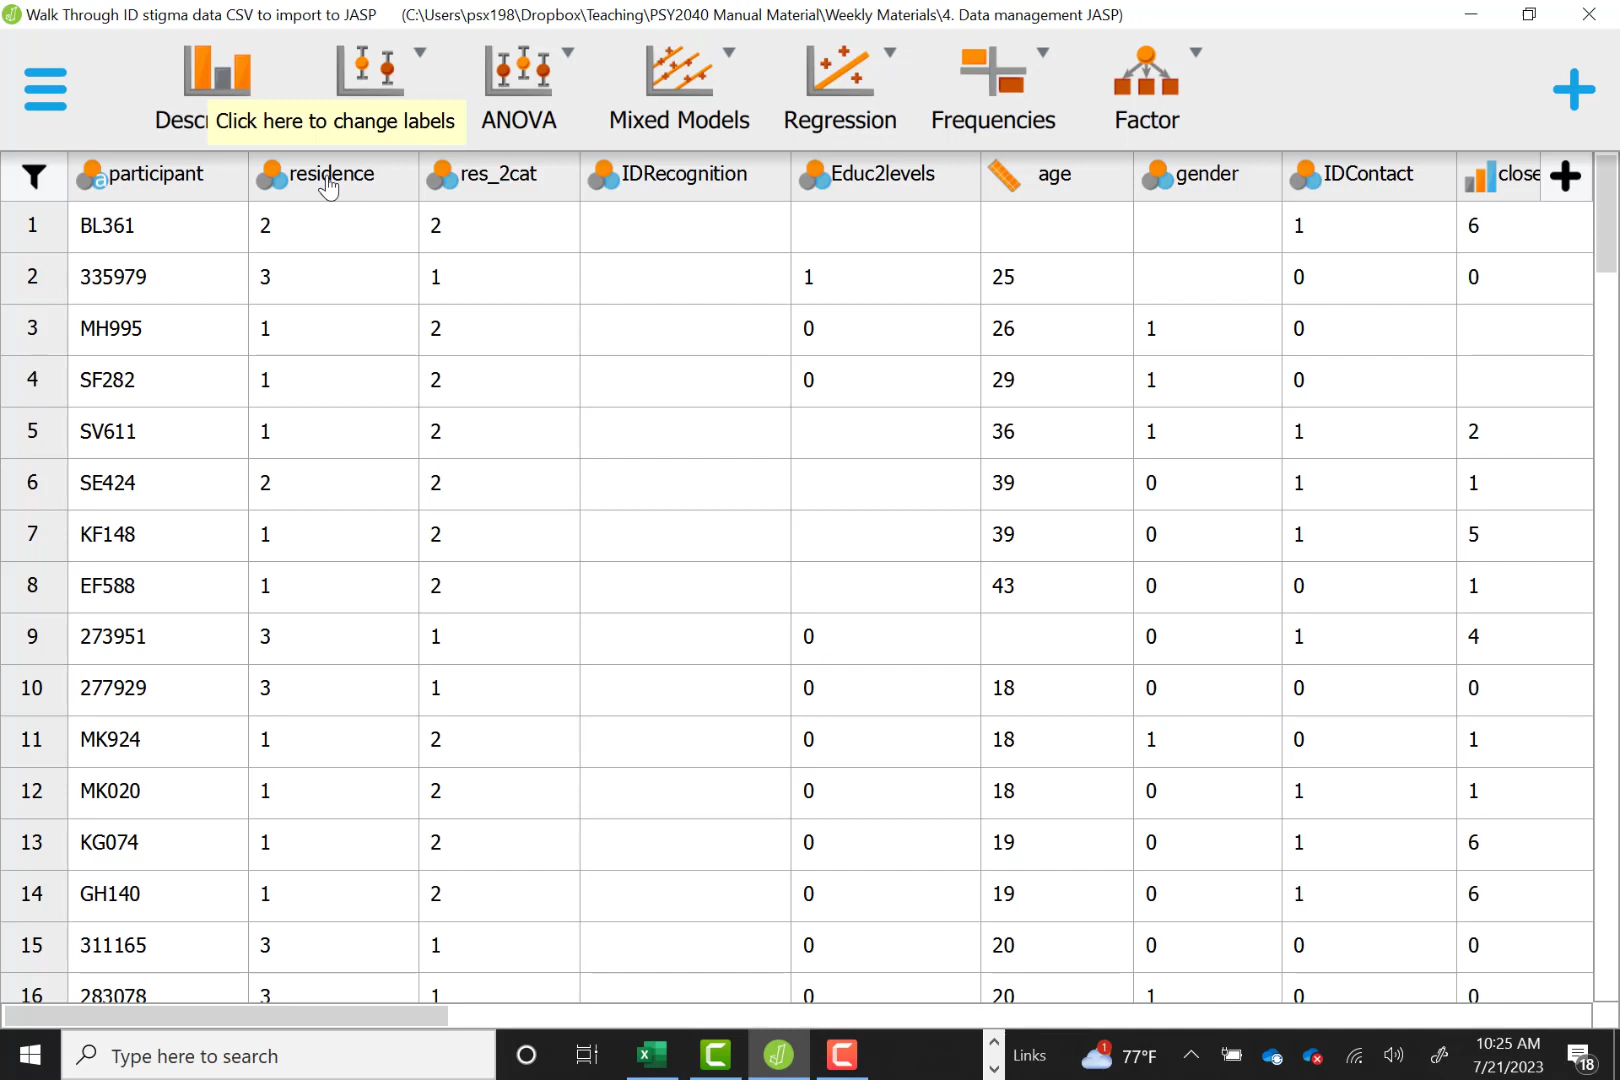 Walk Through ID stigma data CSV to import to JASP (C:\Users\psx198\Dropbox\Teaching\PSY2040 Manual Material\Weekly Materials\4. Data management JASP)
Descr Click here to change labels ANOVA Mixed Models Regression Frequencies Factor
participant residence res_2cat IDRecognition Educ2levels age gender IDContact close
1 BL361 2 2 1 6
2 335979 3 1 1 25 0 0
3 MH995 1 2 0 26 1 0
4 SF282 1 2 0 29 1 0
5 SV611 1 2 36 1 1 2
6 SE424 2 2 39 0 1 1
7 KF148 1 2 39 0 1 5
8 EF588 1 2 43 0 0 1
9 273951 3 1 0 0 1 4
10 277929 3 1 0 18 0 0 0
11 MK924 1 2 0 18 1 0 1
12 MK020 1 2 0 18 0 1 1
13 KG074 1 2 0 19 0 1 6
14 GH140 1 2 0 19 0 1 6
15 311165 3 1 0 20 0 0 0
16 283078 3 1 0 20 1 0 0
Type here to search Links 1 77°F 10:25 AM
7/21/2023 18